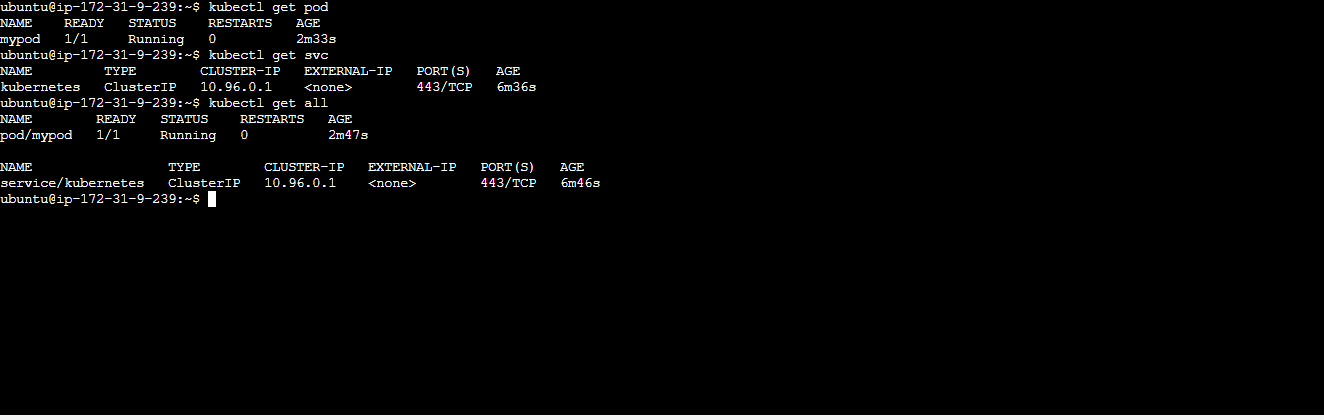 ubuntu@ip-172-31-9-239:~$ kubectl get pod
NAME    READY   STATUS    RESTARTS   AGE
mypod   1/1     Running   0          2m33s
ubuntu@ip-172-31-9-239:~$ kubectl get svc
NAME         TYPE        CLUSTER-IP   EXTERNAL-IP   PORT(S)   AGE
kubernetes   ClusterIP   10.96.0.1    <none>        443/TCP   6m36s
ubuntu@ip-172-31-9-239:~$ kubectl get all
NAME        READY   STATUS    RESTARTS   AGE
pod/mypod   1/1     Running   0          2m47s

NAME                 TYPE        CLUSTER-IP   EXTERNAL-IP   PORT(S)   AGE
service/kubernetes   ClusterIP   10.96.0.1    <none>        443/TCP   6m46s
ubuntu@ip-172-31-9-239:~$